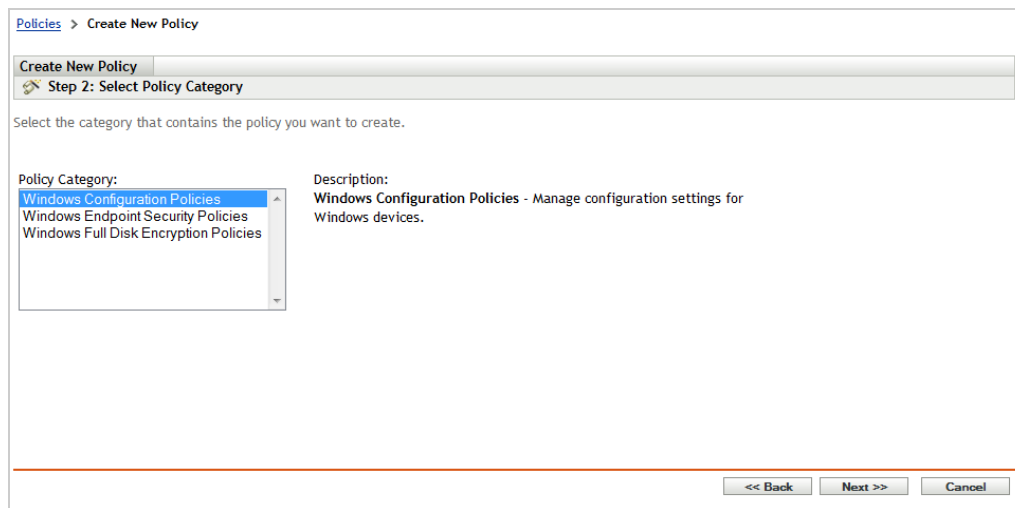 Policies > Create New Policy
Create New Policy
Step 2: Select Policy Category
Select the category that contains the policy you want to create.
Policy Category:
Windows Configuration Policies
Windows Endpoint Security Policies
Windows Full Disk Encryption Policies
Description:
Windows Configuration Policies - Manage configuration settings for
Windows devices.
<< Back Next >> Cancel